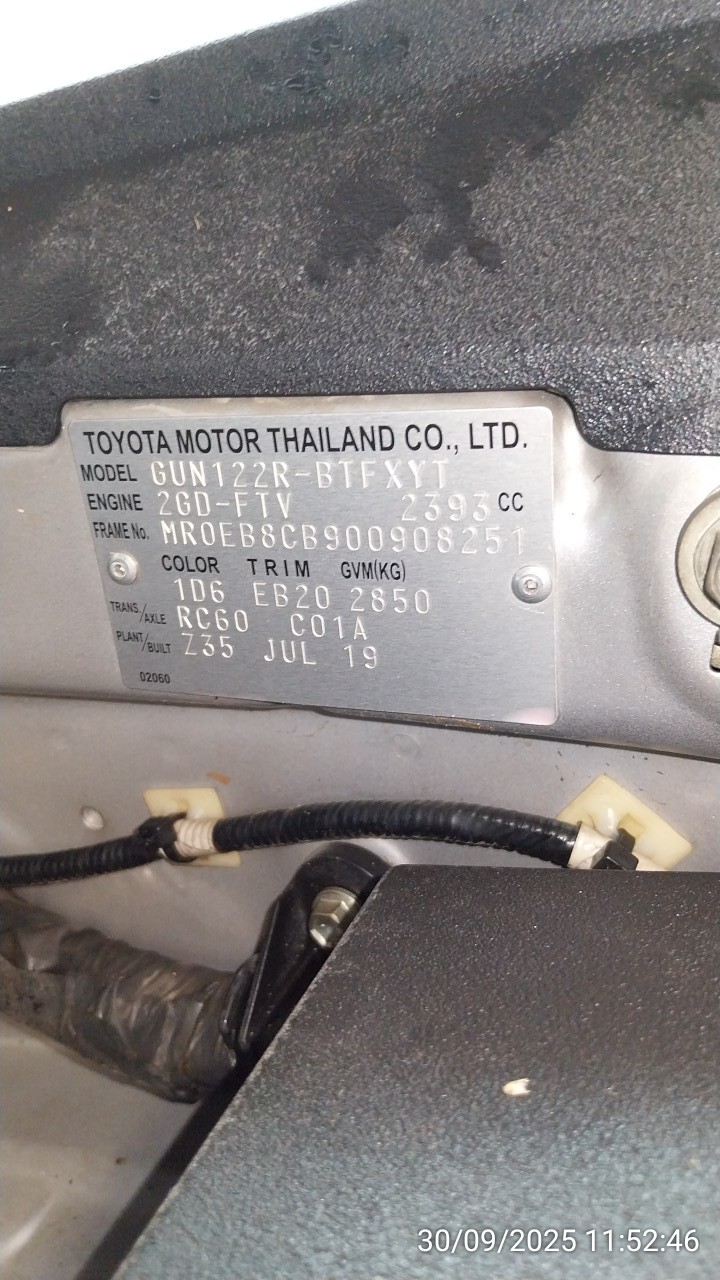 TOYOTA MOTOR THAILAND CO., LTD.
MODEL GUN122R-BTFXYT
ENGINE 2GD-FTV 2393 CC
FRAME No. MR0EB8CB900908251
COLOR TRIM GVM(KG)
1D6 EB20 2850
TRANS./AXLE RC60 C01A
PLANT/BUILT Z35 JUL 19
02060
30/09/2025 11:52:46